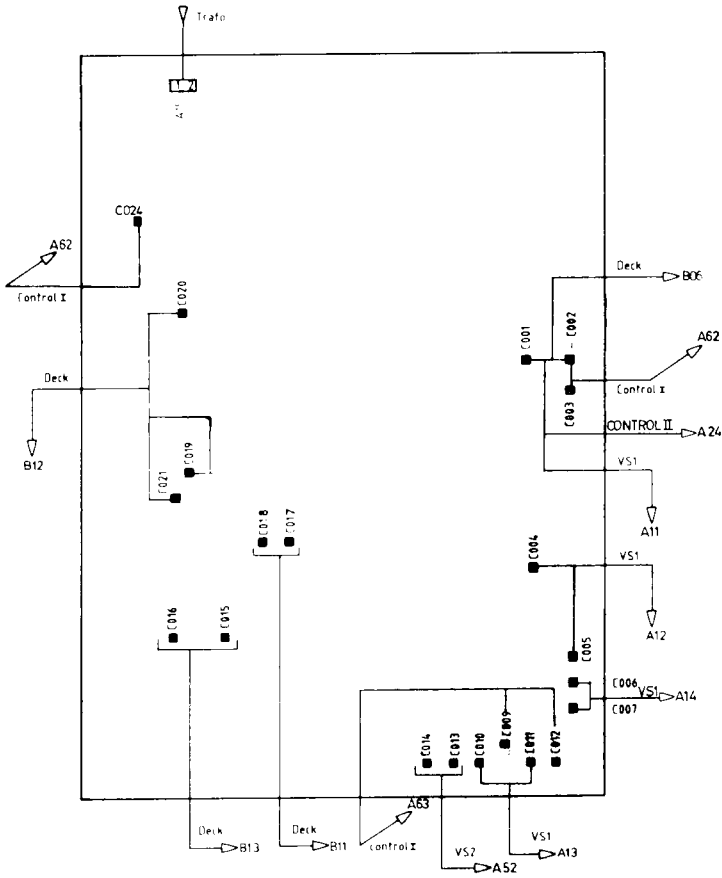 Trafo
1 2
C024
A62
Control I
C020
Deck
B06
C001
C002
A62
Deck
Control I
C003
CONTROL II
A24
B12
C019
C021
VS1
A11
C018
C017
C004
VS1
A12
C016
C015
C005
C006
VS1
A14
C007
C014
C013
C010
C009
C011
C012
A63
Deck
B13
Deck
B11
Control I
VS2
A52
VS1
A13